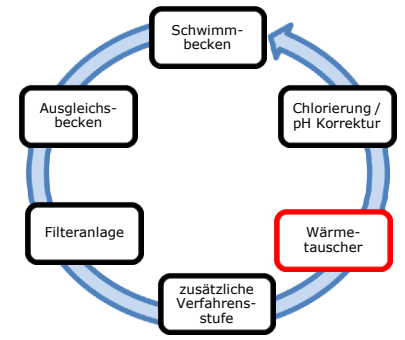 Schwimm-
becken
Ausgleichs-
becken
Filteranlage
zusätzliche
Verfahrens-
stufe
Wärme-
tauscher
Chlorierung /
pH Korrektur